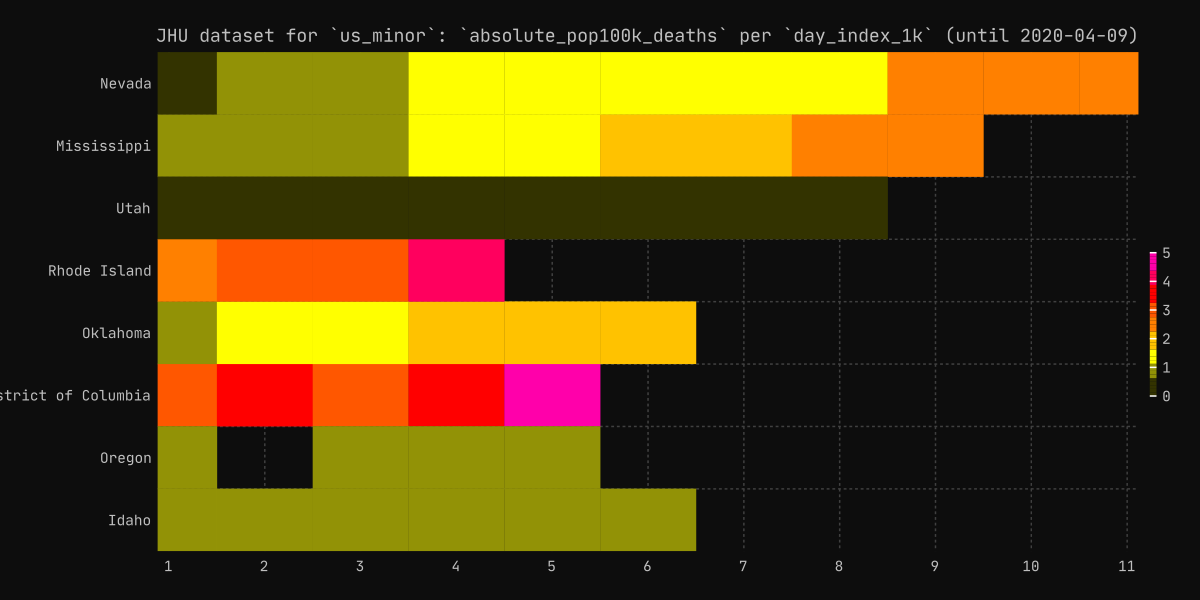 JHU dataset for `us_minor`: `absolute_pop100k_deaths` per `day_index_1k` (until 2020-04-09)
Nevada
Mississippi
Utah
Rhode Island
Oklahoma
strict of Columbia
Oregon
Idaho
1 2 3 4 5 6 7 8 9 10 11
5
4
3
2
1
0